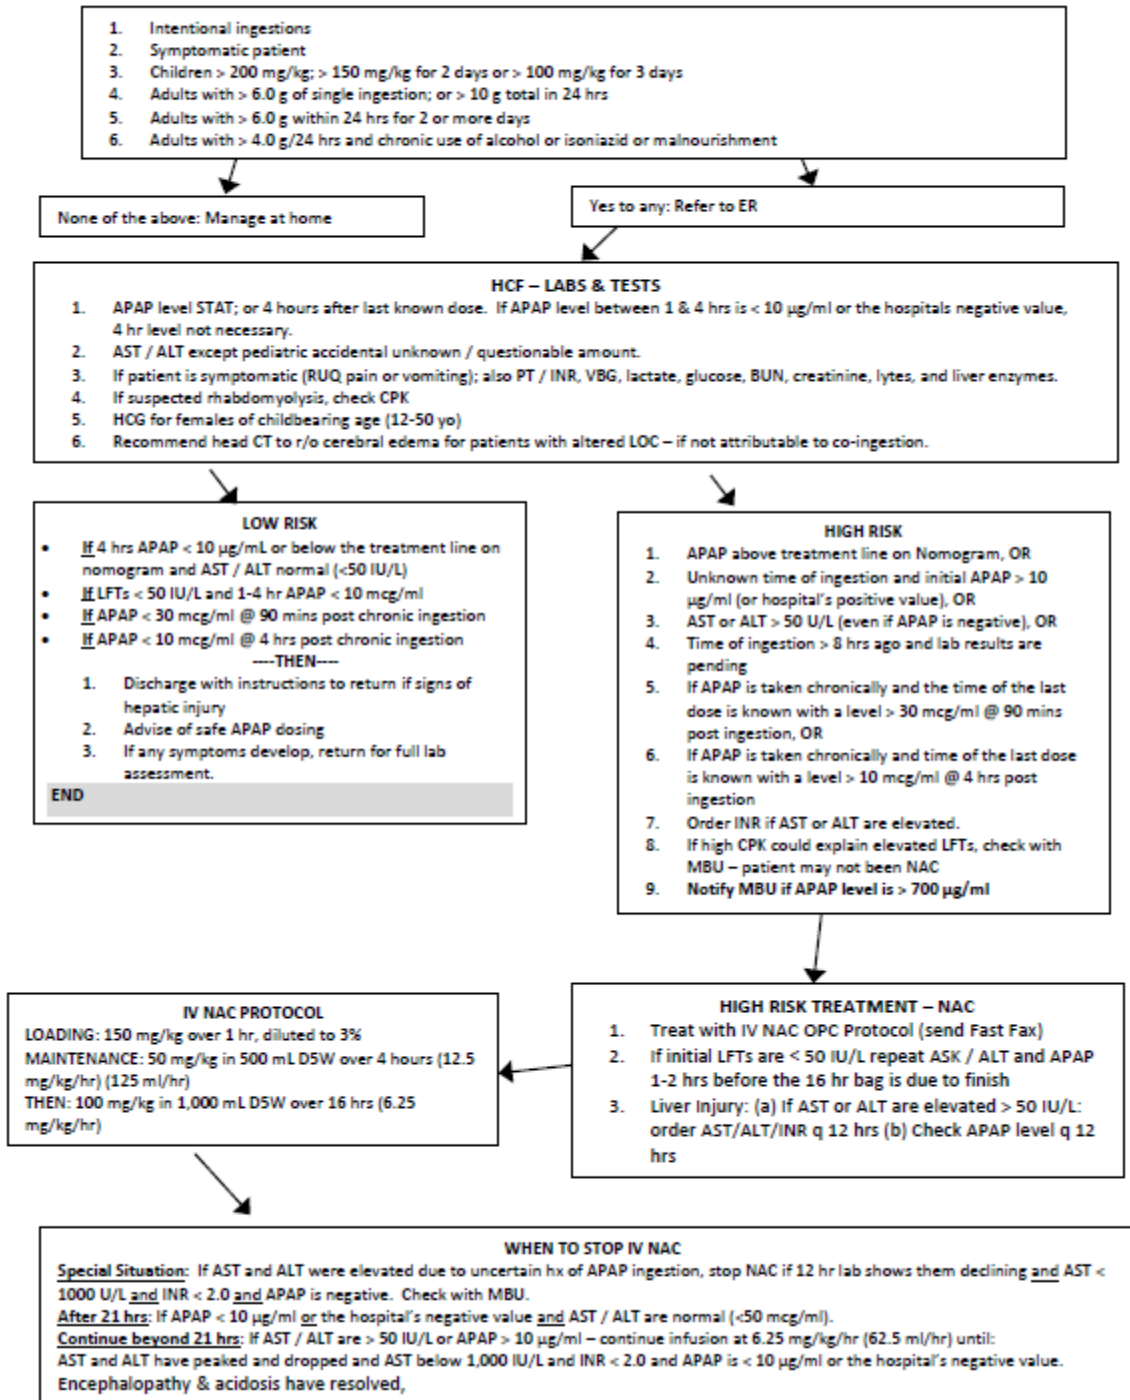 1. Intentional ingestions
2. Symptomatic patient
3. Children > 200 mg/kg; > 150 mg/kg for 2 days or > 100 mg/kg for 3 days
4. Adults with > 6.0 g of single ingestion; or > 10 g total in 24 hrs
5. Adults with > 6.0 g within 24 hrs for 2 or more days
6. Adults with > 4.0 g/24 hrs and chronic use of alcohol or isoniazid or malnourishment
None of the above: Manage at home
Yes to any: Refer to ER
HCF – LABS & TESTS
1. APAP level STAT; or 4 hours after last known dose. If APAP level between 1 & 4 hrs is < 10 µg/ml or the hospitals negative value,
4 hr level not necessary.
2. AST / ALT except pediatric accidental unknown / questionable amount.
3. If patient is symptomatic (RUQ pain or vomiting); also PT / INR, VBG, lactate, glucose, BUN, creatinine, lytes, and liver enzymes.
4. If suspected rhabdomyolysis, check CPK
5. HCG for females of childbearing age (12-50 yo)
6. Recommend head CT to r/o cerebral edema for patients with altered LOC – if not attributable to co-ingestion.
LOW RISK
• If 4 hrs APAP < 10 µg/mL or below the treatment line on
nomogram and AST / ALT normal (<50 IU/L)
• If LFTs < 50 IU/L and 1-4 hr APAP < 10 mcg/ml
• If APAP < 30 mcg/ml @ 90 mins post chronic ingestion
• If APAP < 10 mcg/ml @ 4 hrs post chronic ingestion
----THEN----
1. Discharge with instructions to return if signs of
hepatic injury
2. Advise of safe APAP dosing
3. If any symptoms develop, return for full lab
assessment.
END
HIGH RISK
1. APAP above treatment line on Nomogram, OR
2. Unknown time of ingestion and initial APAP > 10
µg/ml (or hospital's positive value), OR
3. AST or ALT > 50 U/L (even if APAP is negative), OR
4. Time of ingestion > 8 hrs ago and lab results are
pending
5. If APAP is taken chronically and the time of the last
dose is known with a level > 30 mcg/ml @ 90 mins
post ingestion, OR
6. If APAP is taken chronically and time of the last dose
is known with a level > 10 mcg/ml @ 4 hrs post
ingestion
7. Order INR if AST or ALT are elevated.
8. If high CPK could explain elevated LFTs, check with
MBU – patient may not been NAC
9. Notify MBU if APAP level is > 700 µg/ml
IV NAC PROTOCOL
LOADING: 150 mg/kg over 1 hr, diluted to 3%
MAINTENANCE: 50 mg/kg in 500 mL D5W over 4 hours (12.5
mg/kg/hr) (125 ml/hr)
THEN: 100 mg/kg in 1,000 mL D5W over 16 hrs (6.25
mg/kg/hr)
HIGH RISK TREATMENT – NAC
1. Treat with IV NAC OPC Protocol (send Fast Fax)
2. If initial LFTs are < 50 IU/L repeat ASK / ALT and APAP
1-2 hrs before the 16 hr bag is due to finish
3. Liver Injury: (a) If AST or ALT are elevated > 50 IU/L:
order AST/ALT/INR q 12 hrs (b) Check APAP level q 12
hrs
WHEN TO STOP IV NAC
Special Situation: If AST and ALT were elevated due to uncertain hx of APAP ingestion, stop NAC if 12 hr lab shows them declining and AST <
1000 U/L and INR < 2.0 and APAP is negative. Check with MBU.
After 21 hrs: If APAP < 10 µg/ml or the hospital's negative value and AST / ALT are normal (<50 mcg/ml).
Continue beyond 21 hrs: If AST / ALT are > 50 IU/L or APAP > 10 µg/ml – continue infusion at 6.25 mg/kg/hr (62.5 ml/hr) until:
AST and ALT have peaked and dropped and AST below 1,000 IU/L and INR < 2.0 and APAP is < 10 µg/ml or the hospital's negative value.
Encephalopathy & acidosis have resolved,